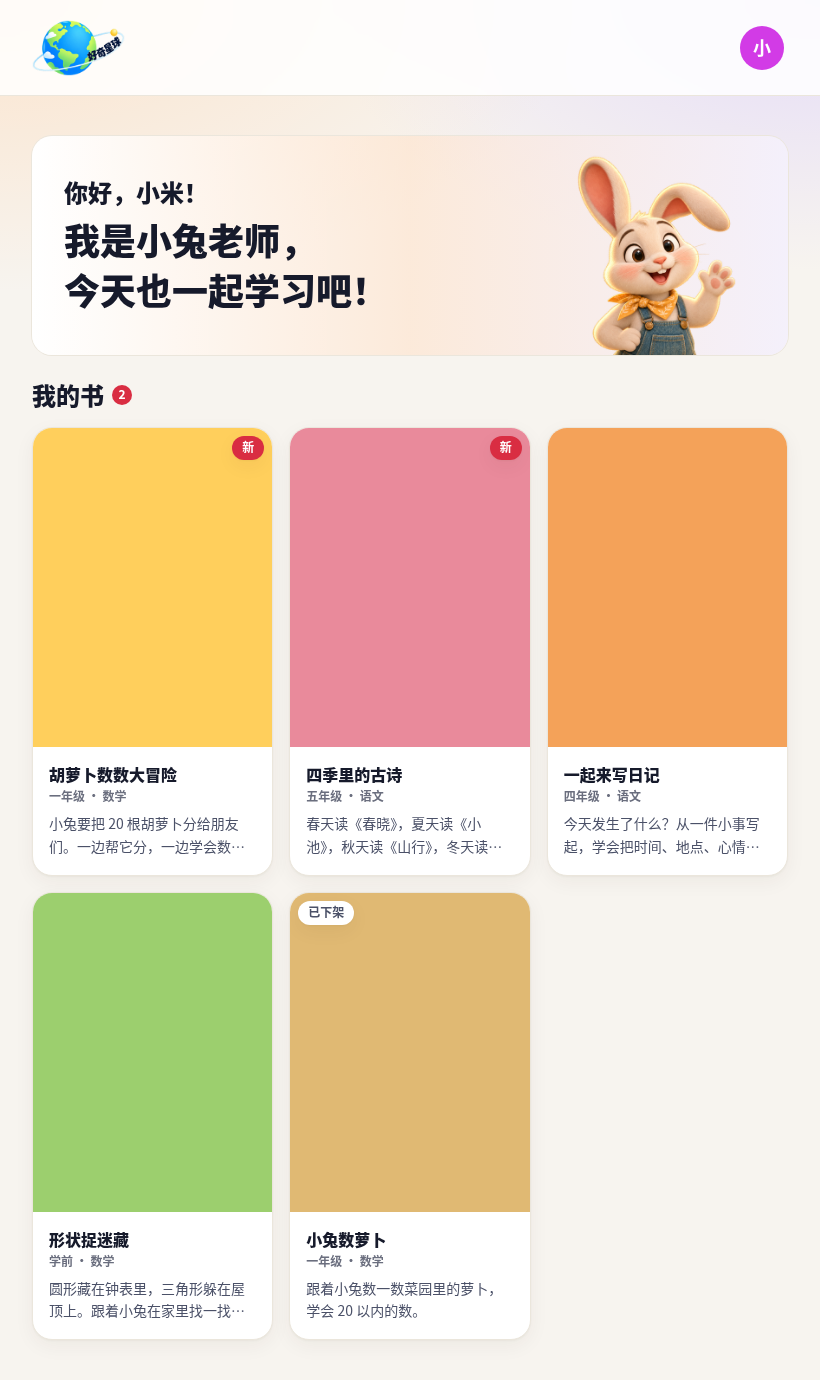 好奇星球
小
你好，小米！
我是小兔老师，
今天也一起学习吧！
我的书 2
新
新
胡萝卜数数大冒险
一年级 · 数学
小兔要把 20 根胡萝卜分给朋友
们。一边帮它分，一边学会数…
四季里的古诗
五年级 · 语文
春天读《春晓》，夏天读《小
池》，秋天读《山行》，冬天读…
一起来写日记
四年级 · 语文
今天发生了什么？从一件小事写
起，学会把时间、地点、心情…
已下架
形状捉迷藏
学前 · 数学
圆形藏在钟表里，三角形躲在屋
顶上。跟着小兔在家里找一找…
小兔数萝卜
一年级 · 数学
跟着小兔数一数菜园里的萝卜，
学会 20 以内的数。